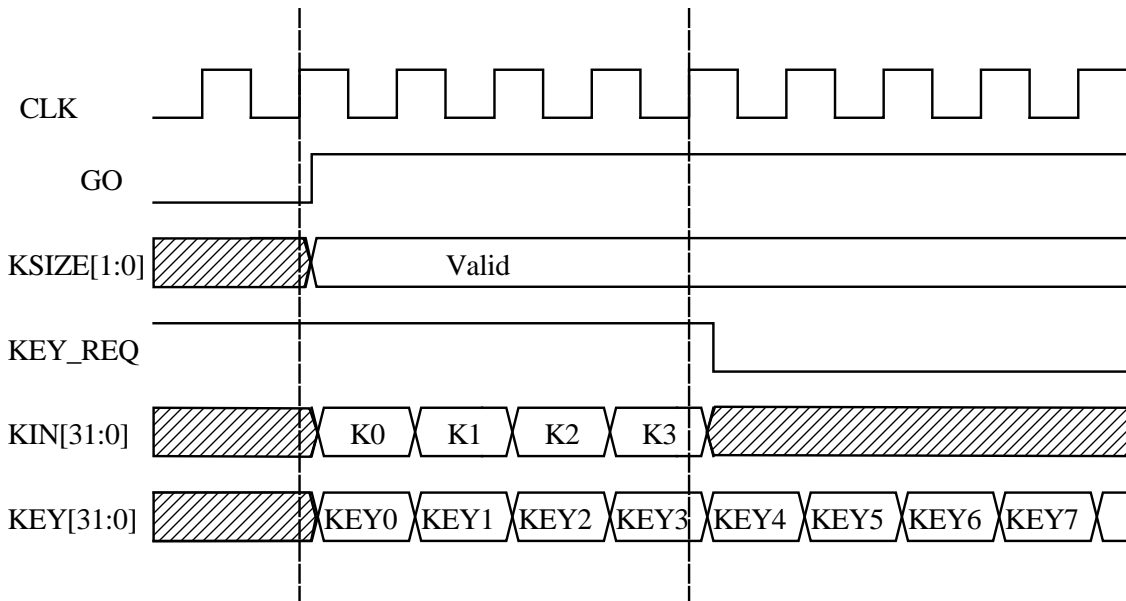 CLK
GO
KSIZE[1:0] Valid
KEY_REQ
KIN[31:0] K0 K1 K2 K3
KEY[31:0] KEY0 KEY1 KEY2 KEY3 KEY4 KEY5 KEY6 KEY7